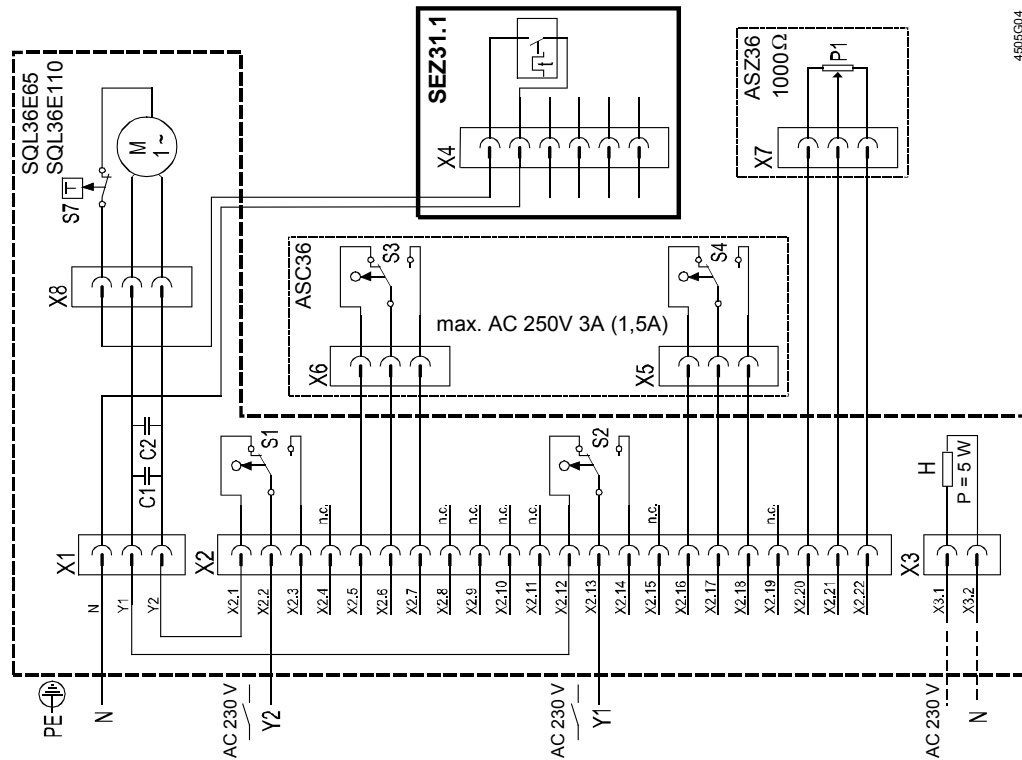 4505G04
SQL36E65
SQL36E110
S7
T
M
1 ~
X8
SEZ31.1
t
X4
ASZ36
1000Ω
P1
X7
ASC36
S3
S4
max. AC 250V 3A (1,5A)
X6
X5
C1
C2
S1
S2
H
P = 5 W
X1
N
Y1
Y2
X2
X2.1
X2.2
X2.3
X2.4
n.c.
X2.5
X2.6
X2.7
X2.8
n.c.
X2.9
n.c.
X2.10
n.c.
X2.11
n.c.
X2.12
X2.13
X2.14
X2.15
n.c.
X2.16
X2.17
X2.18
X2.19
n.c.
X2.20
X2.21
X2.22
X3
X3.1
X3.2
PE
N
AC 230 V
Y2
AC 230 V
Y1
AC 230 V
N